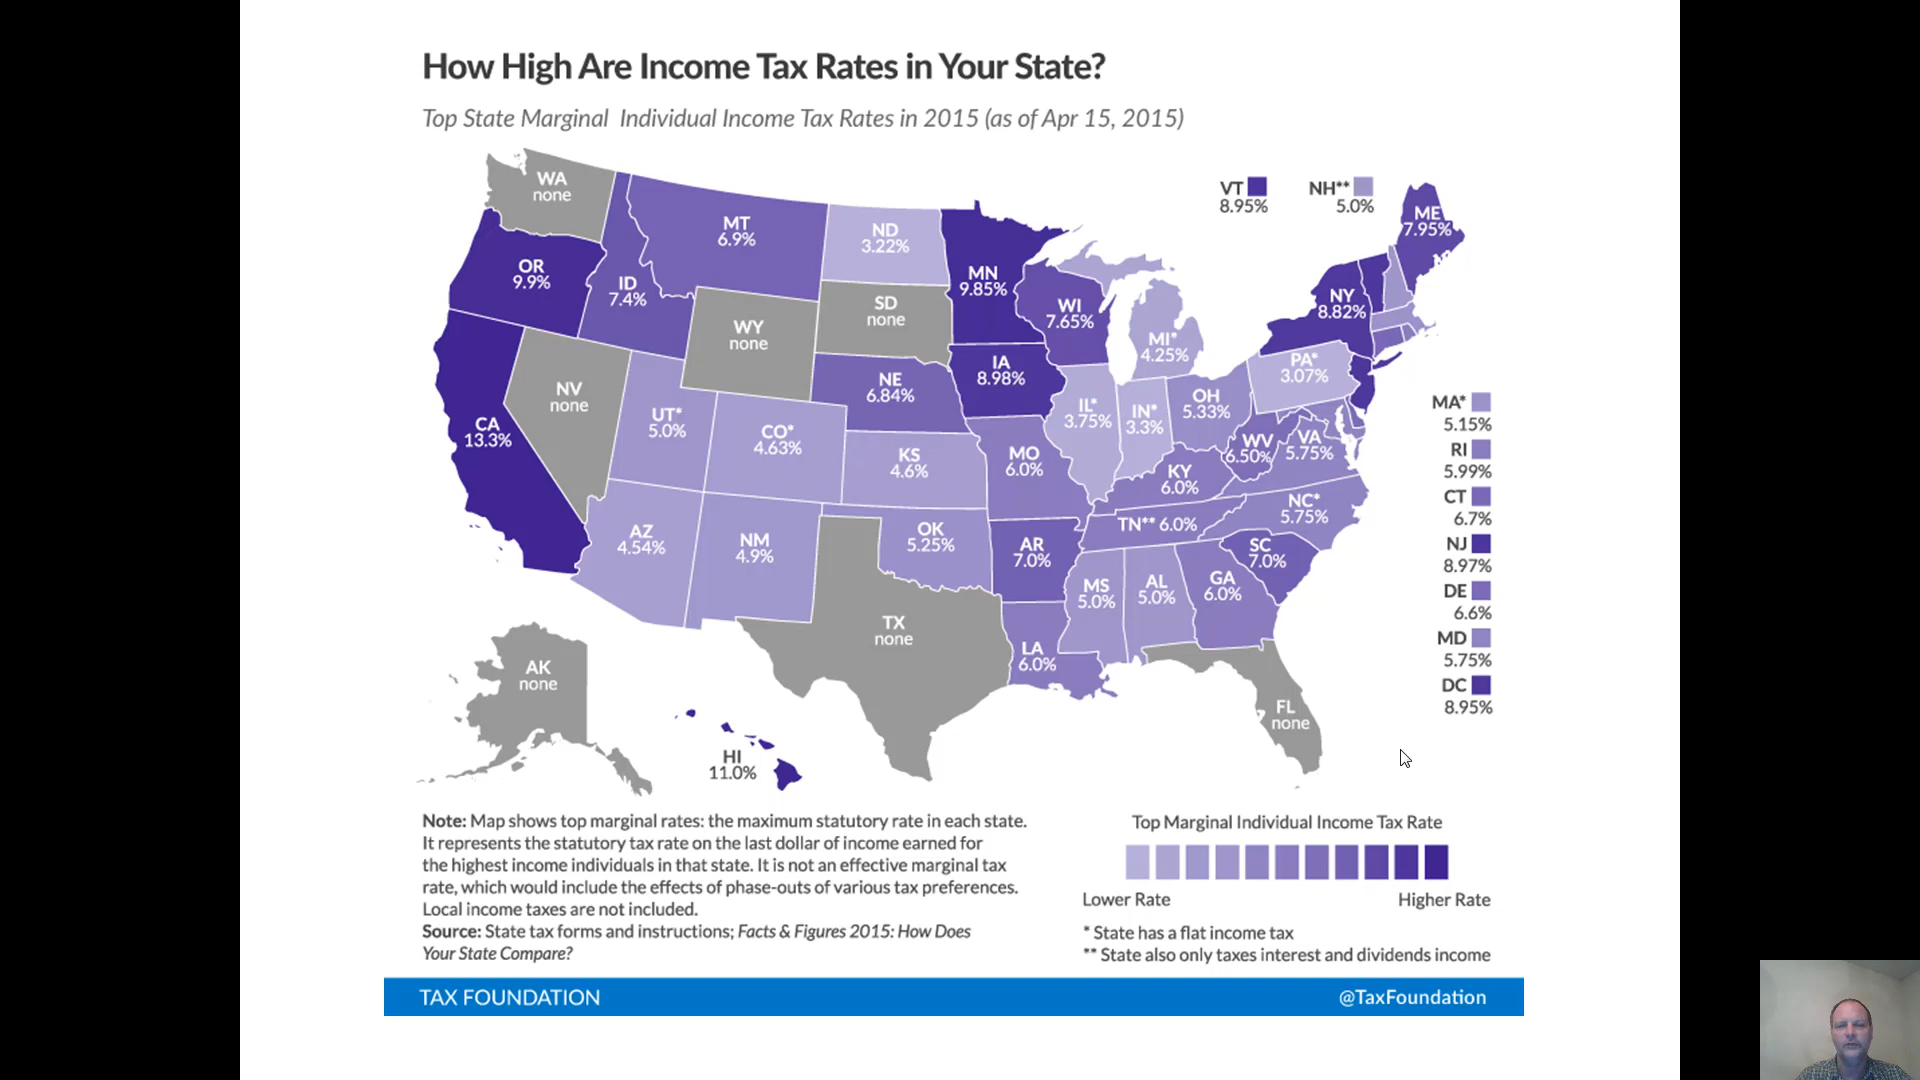 How High Are Income Tax Rates in Your State?
Top State Marginal Individual Income Tax Rates in 2015 (as of Apr 15, 2015)
WA
none
VT
8.95%
NH**
5.0%
ME
7.95%
MT
6.9%
ND
3.22%
OR
9.9%
ID
7.4%
MN
9.85%
WI
7.65%
NY
8.82%
SD
none
WY
none
MI*
4.25%
PA*
3.07%
IA
8.98%
NE
6.84%
NV
none
UT*
5.0%
CO*
4.63%
IL*
3.75%
IN*
3.3%
OH
5.33%
CA
13.3%
KS
4.6%
MO
6.0%
WV
6.50%
VA
5.75%
KY
6.0%
MA*
5.15%
RI
5.99%
CT
6.7%
NJ
8.97%
DE
6.6%
MD
5.75%
DC
8.95%
AZ
4.54%
NM
4.9%
OK
5.25%
AR
7.0%
TN** 6.0%
NC*
5.75%
SC
7.0%
MS
5.0%
AL
5.0%
GA
6.0%
TX
none
LA
6.0%
FL
none
AK
none
HI
11.0%
Note: Map shows top marginal rates: the maximum statutory rate in each state.
It represents the statutory tax rate on the last dollar of income earned for
the highest income individuals in that state. It is not an effective marginal tax
rate, which would include the effects of phase-outs of various tax preferences.
Local income taxes are not included.
Source: State tax forms and instructions; Facts & Figures 2015: How Does
Your State Compare?
Top Marginal Individual Income Tax Rate
Lower Rate
Higher Rate
* State has a flat income tax
** State also only taxes interest and dividends income
TAX FOUNDATION
@TaxFoundation